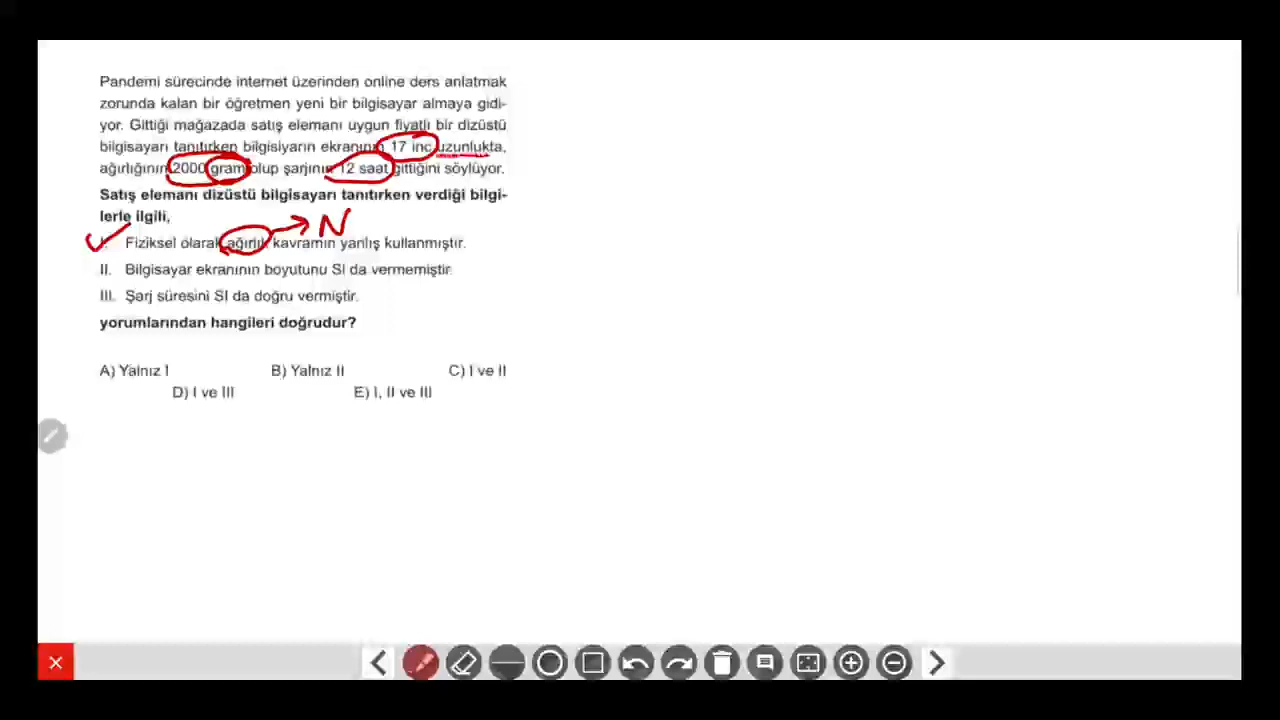 Pandemi sürecinde internet üzerinden online ders anlatmak
zorunda kalan bir öğretmen yeni bir bilgisayar almaya gidi-
yor. Gittiği mağazada satış elemanı uygun fiyatlı bir dizüstü
bilgisayarı tanıtırken bilgisiyarın ekranının 17 inç uzunlukta,
ağırlığının 2000 gram olup şarjının 12 saat gittiğini söylüyor.
Satış elemanı dizüstü bilgisayarı tanıtırken verdiği bilgi-
lerle ilgili,
N
I. Fiziksel olarak ağırlık kavramın yanlış kullanmıştır.
II. Bilgisayar ekranının boyutunu SI da vermemiştir.
III. Şarj süresini SI da doğru vermiştir.
yorumlarından hangileri doğrudur?
A) Yalnız I B) Yalnız II C) I ve II
D) I ve III E) I, II ve III